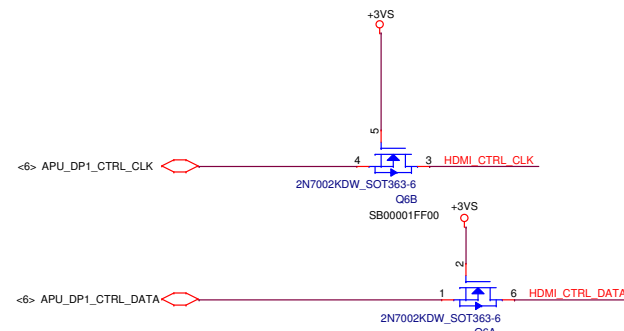 +3VS
5
<6> APU_DP1_CTRL_CLK
4
3
HDMI_CTRL_CLK
2N7002KDW_SOT363-6
Q6B
SB00001FF00
+3VS
2
<6> APU_DP1_CTRL_DATA
1
6
HDMI_CTRL_DATA
2N7002KDW_SOT363-6
Q6A